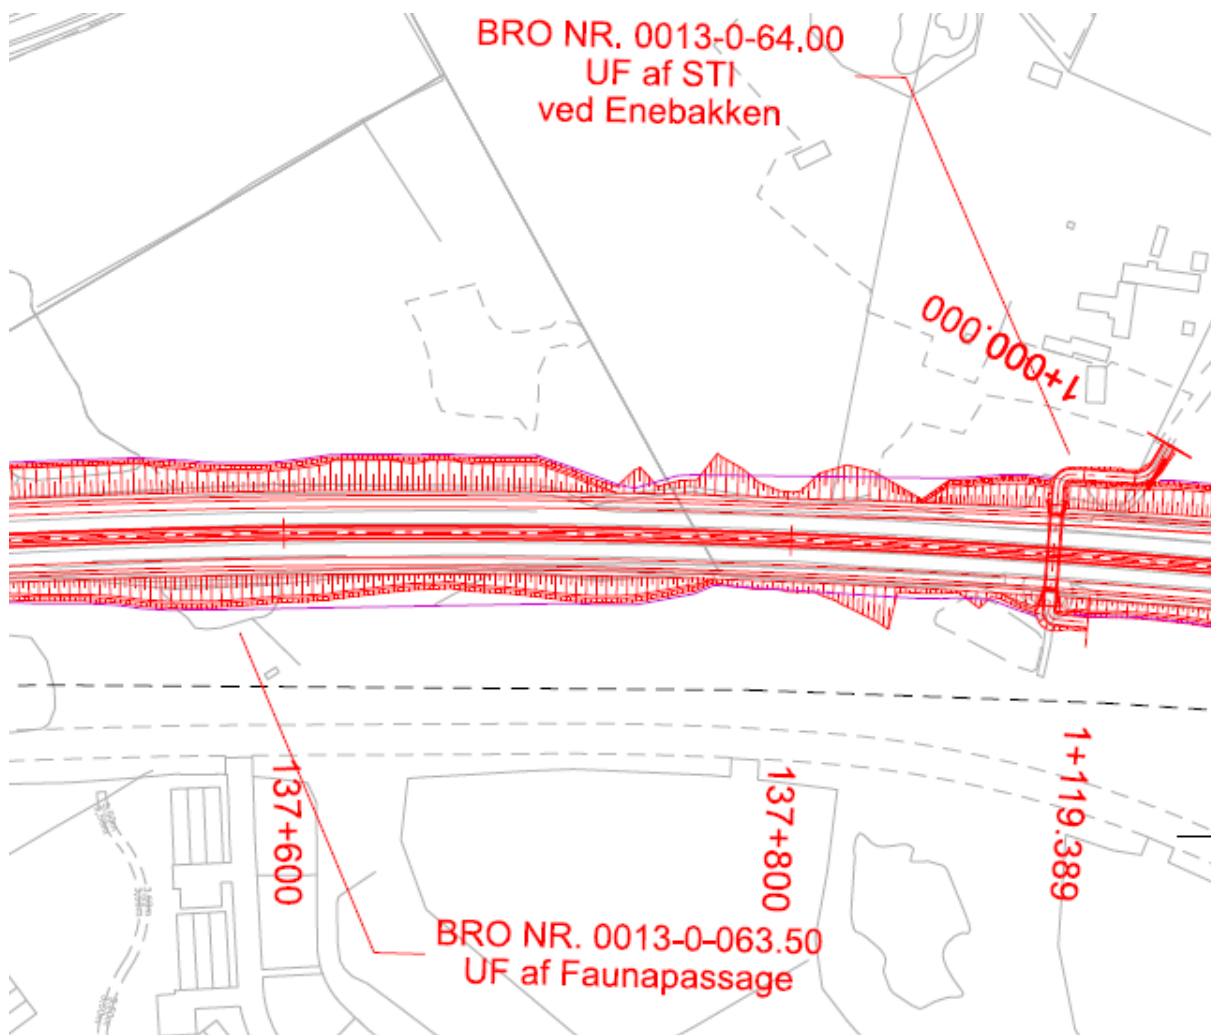 BRO NR. 0013-0-64.00
UF af STI
ved Enebakken
1+000.000
137+600
137+800
1+119.389
BRO NR. 0013-0-063.50
UF af Faunapassage